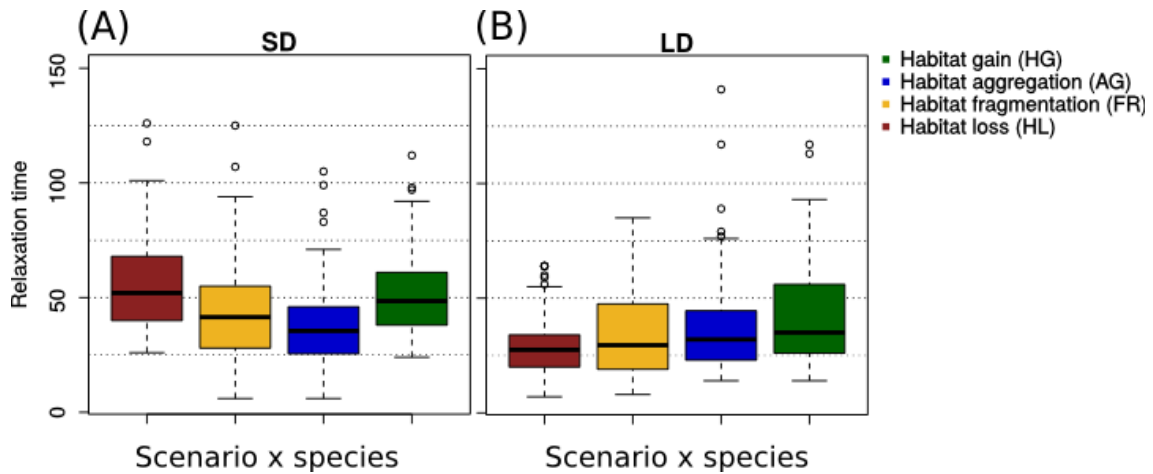 (A)
SD
(B)
LD
Relaxation time
150
100
50
0
Scenario x species
Scenario x species
Habitat gain (HG)
Habitat aggregation (AG)
Habitat fragmentation (FR)
Habitat loss (HL)